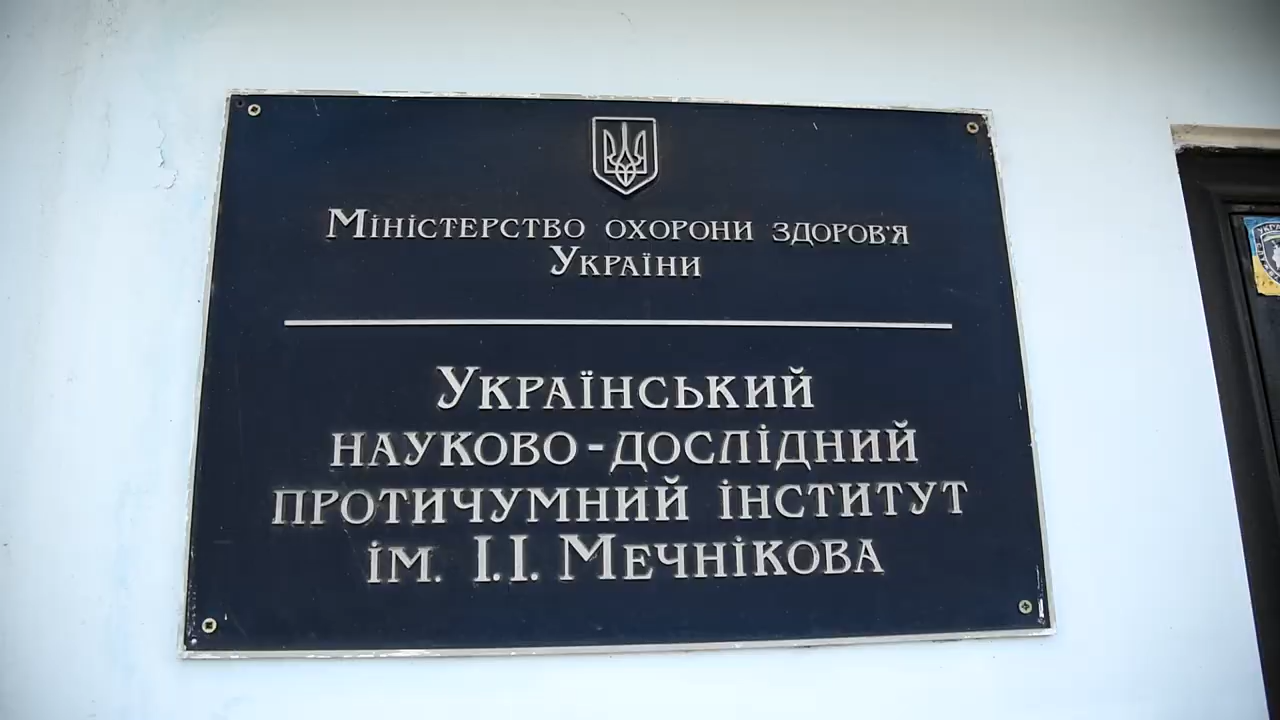 Міністерство охорони здоров'я
України
Український
науково-дослідний
протичумний інститут
ім. І.І. Мечнікова